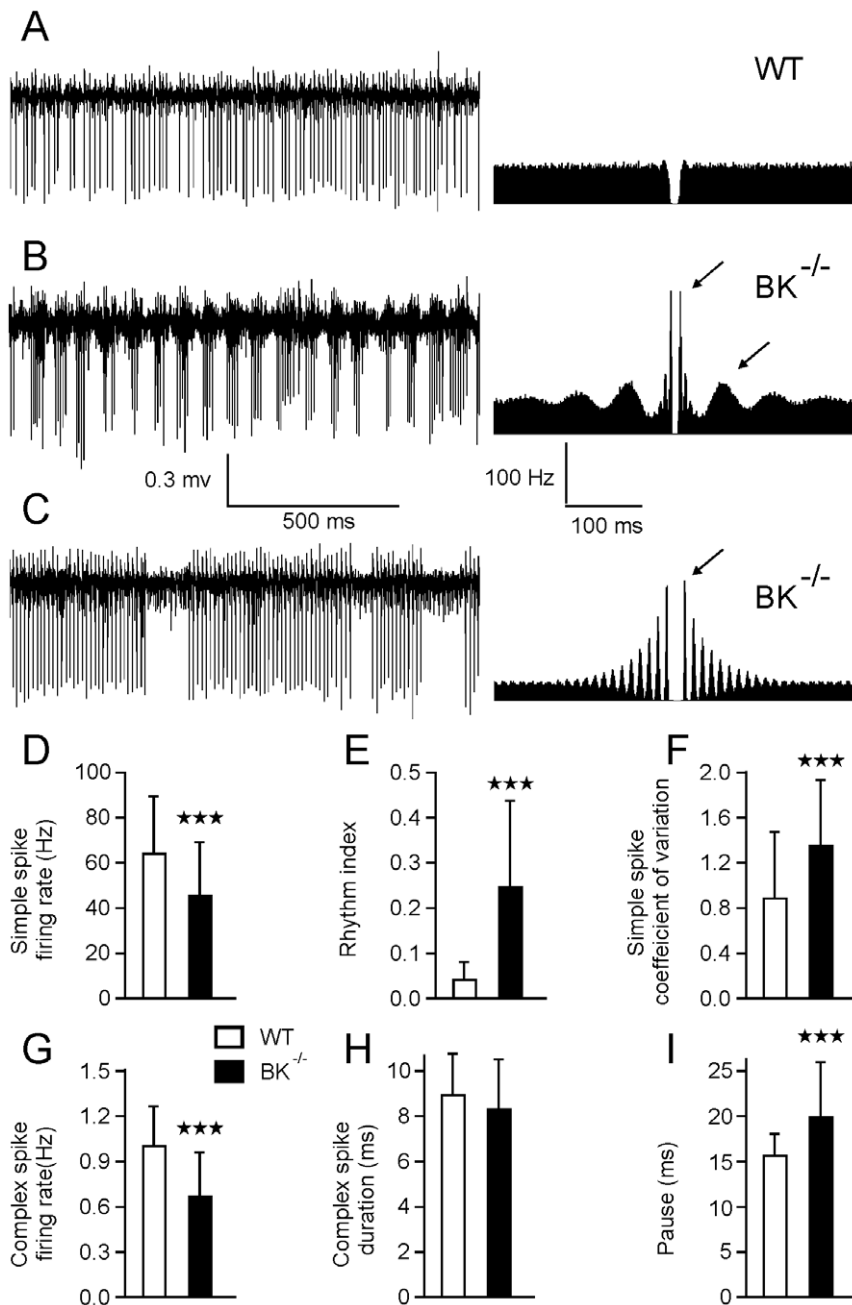 A
WT
B
BK-/-
0.3 mv
500 ms
100 Hz
100 ms
C
BK-/-
D
Simple spike
firing rate (Hz)
100
80
60
40
20
0
★★★
E
Rhythm index
0.5
0.4
0.3
0.2
0.1
0.0
★★★
F
Simple spike
coeffeicient of variation
2.0
1.6
1.2
0.8
0.4
0.0
★★★
G
Complex spike
firing rate(Hz)
1.5
1.2
0.9
0.6
0.3
0.0
★★★
WT
BK-/-
H
Complex spike
duration (ms)
10
8
6
4
2
0
I
Pause (ms)
25
20
15
10
5
0
★★★